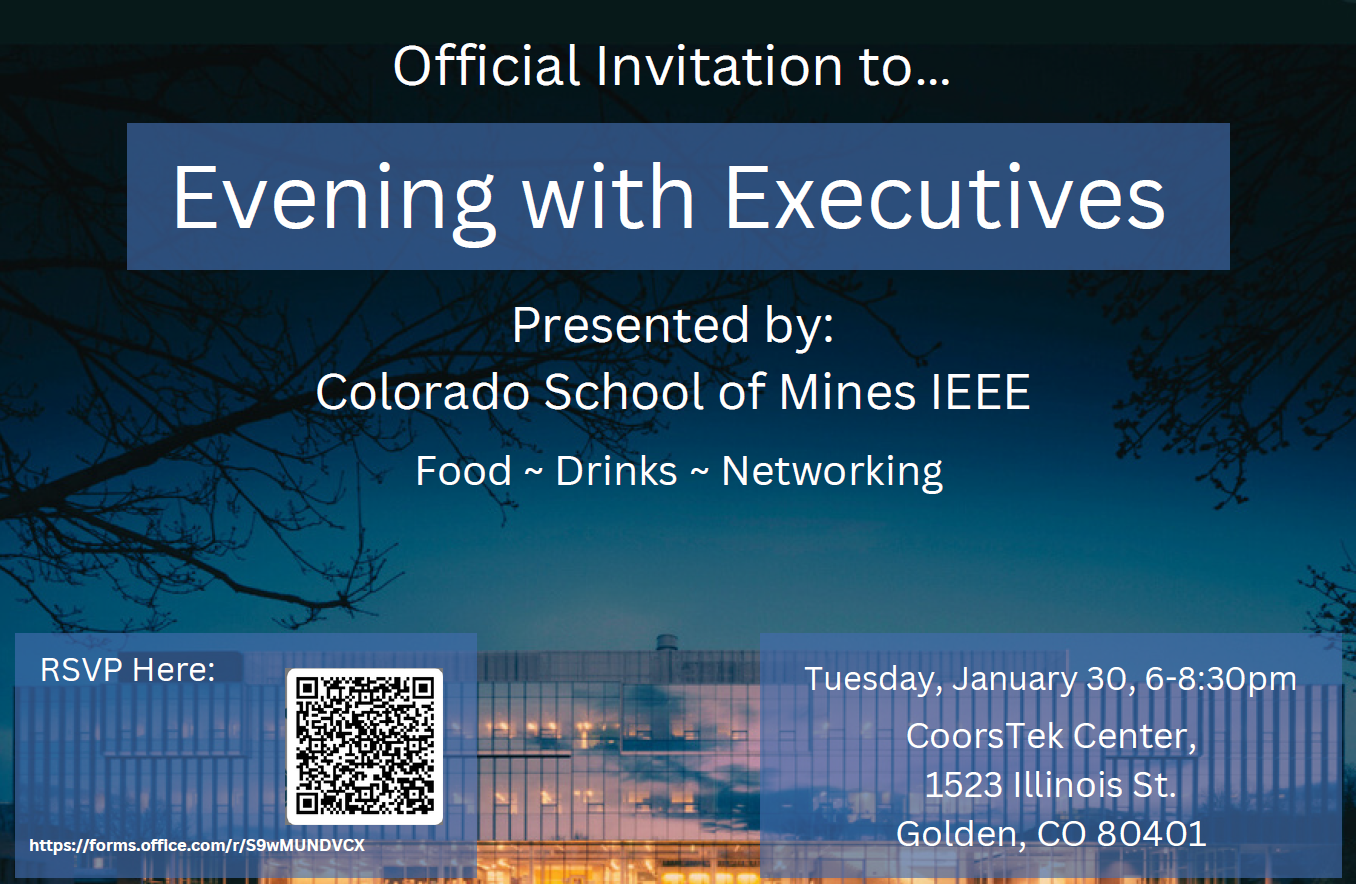 Official Invitation to...
Evening with Executives
Presented by:
Colorado School of Mines IEEE
Food ~ Drinks ~ Networking
RSVP Here:
https://forms.office.com/r/S9wMUNDVCX
Tuesday, January 30, 6-8:30pm
CoorsTek Center,
1523 Illinois St.
Golden, CO 80401